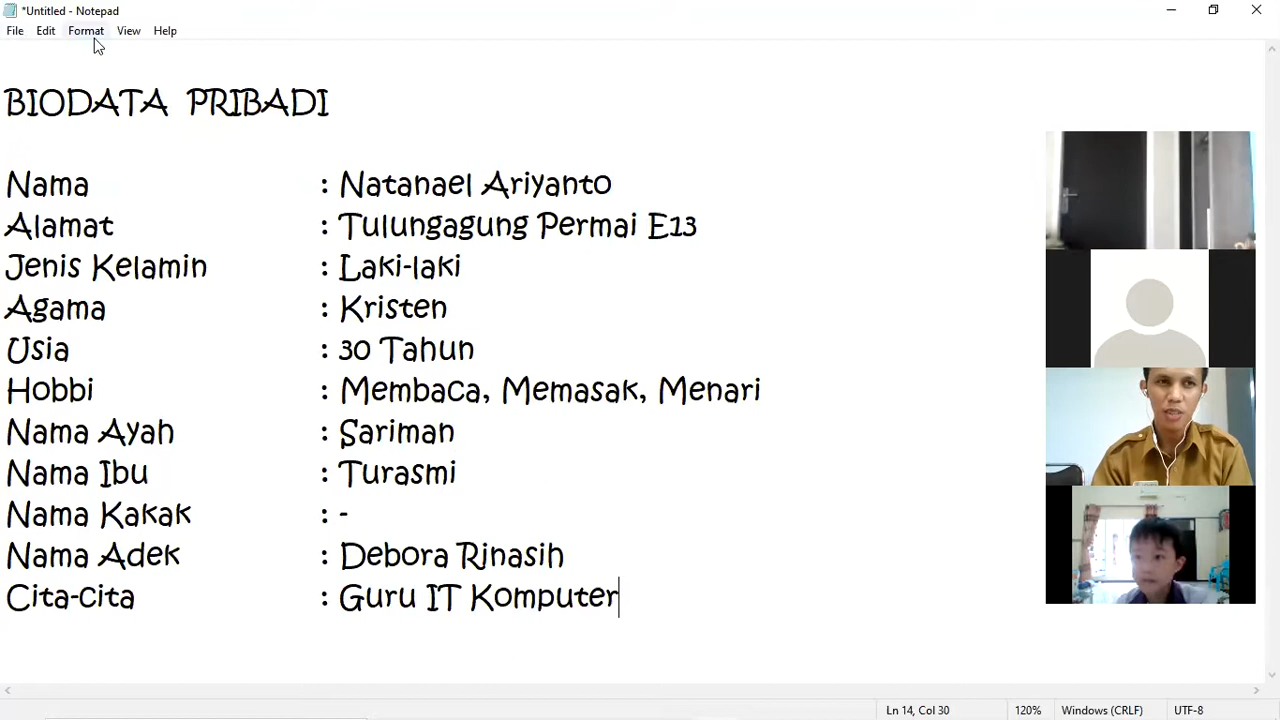 *Untitled - Notepad
File Edit Format View Help
BIODATA PRIBADI
Nama : Natanael Ariyanto
Alamat : Tulungagung Permai E13
Jenis Kelamin : Laki-laki
Agama : Kristen
Usia : 30 Tahun
Hobbi : Membaca, Memasak, Menari
Nama Ayah : Sariman
Nama Ibu : Turasmi
Nama Kakak : -
Nama Adek : Debora Rinasih
Cita-cita : Guru IT Komputer
Ln 14, Col 30 120% Windows (CRLF) UTF-8